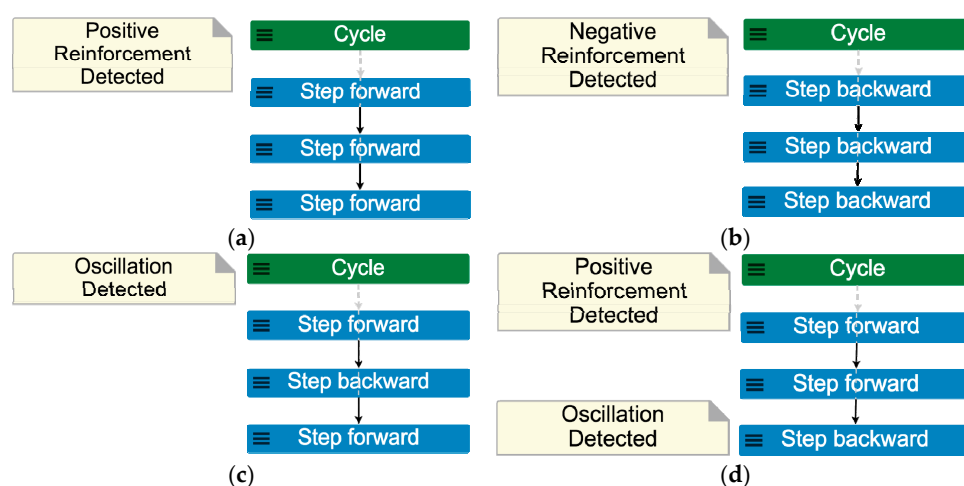 Positive
Reinforcement
Detected
Cycle
Step forward
Step forward
Step forward
(a)
Negative
Reinforcement
Detected
Cycle
Step backward
Step backward
Step backward
(b)
Oscillation
Detected
Cycle
Step forward
Step backward
Step forward
(c)
Positive
Reinforcement
Detected
Oscillation
Detected
Cycle
Step forward
Step forward
Step backward
(d)